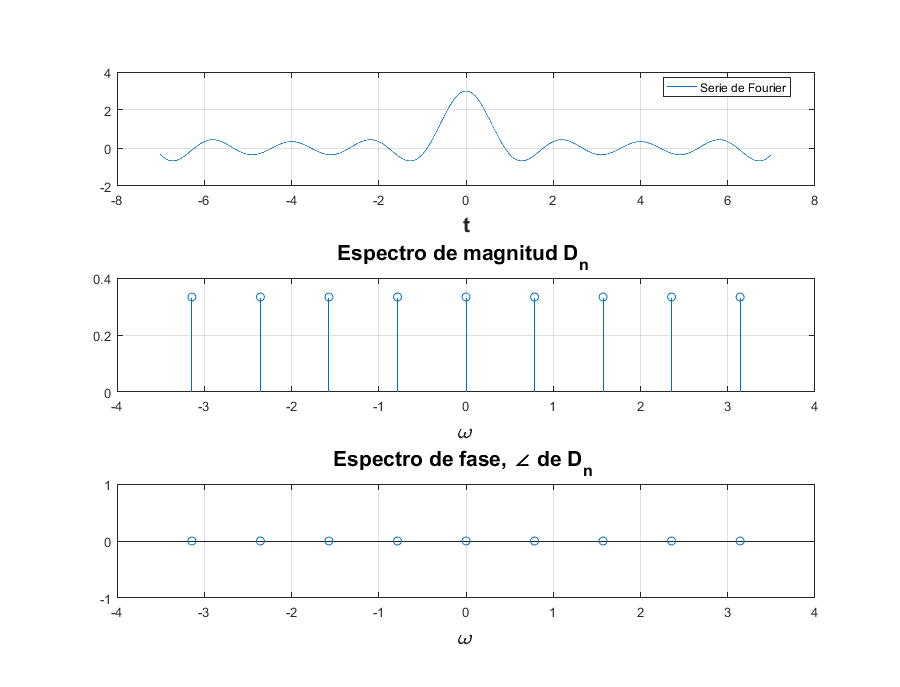 4
2
0
-2
Serie de Fourier
-8 -6 -4 -2 0 2 4 6 8
t
Espectro de magnitud Dn
0.4
0.2
0
-4 -3 -2 -1 0 1 2 3 4
ω
Espectro de fase, ∠ de Dn
1
0
-1
-4 -3 -2 -1 0 1 2 3 4
ω